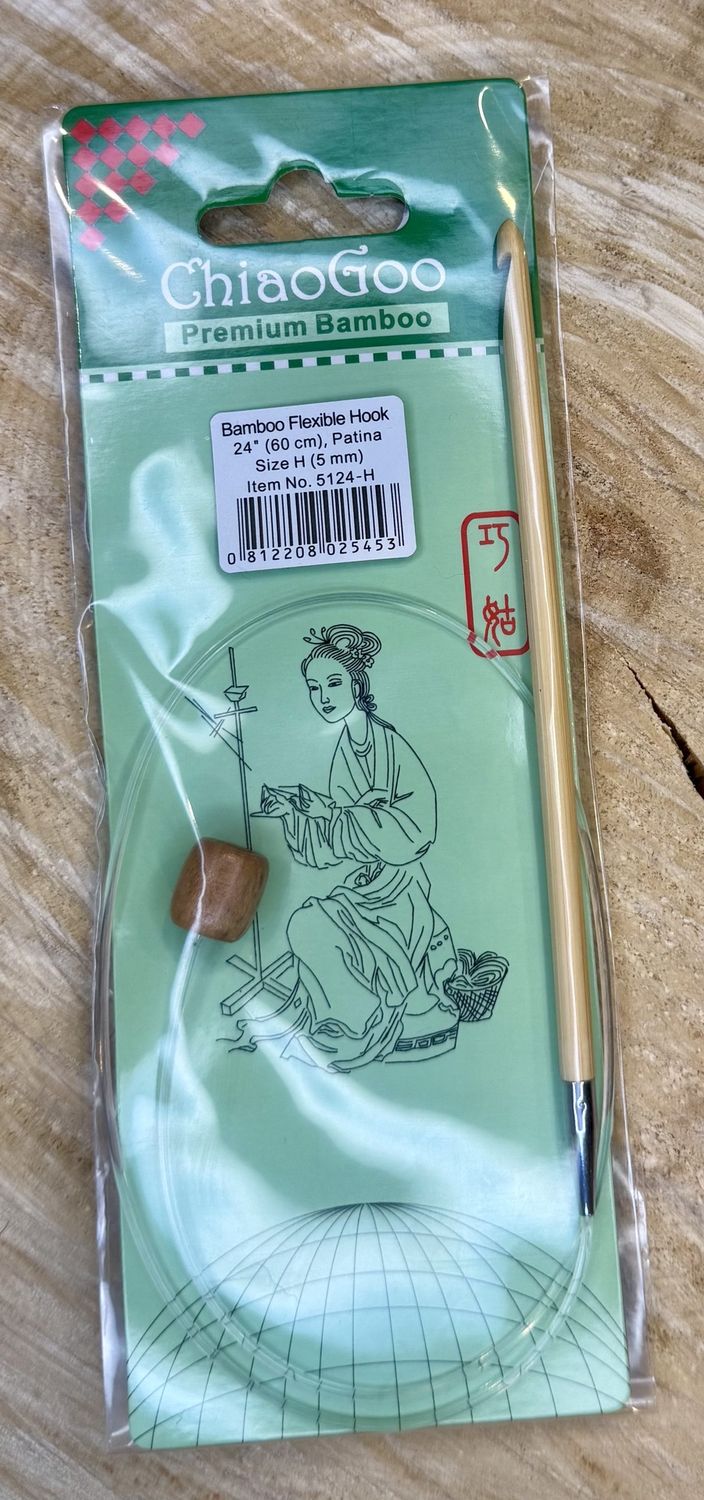 ChiaoGoo
Premium Bamboo
Bamboo Flexible Hook
24" (60 cm), Patina
Size H (5 mm)
Item No. 5124-H
0 812208 025453
巧
姑